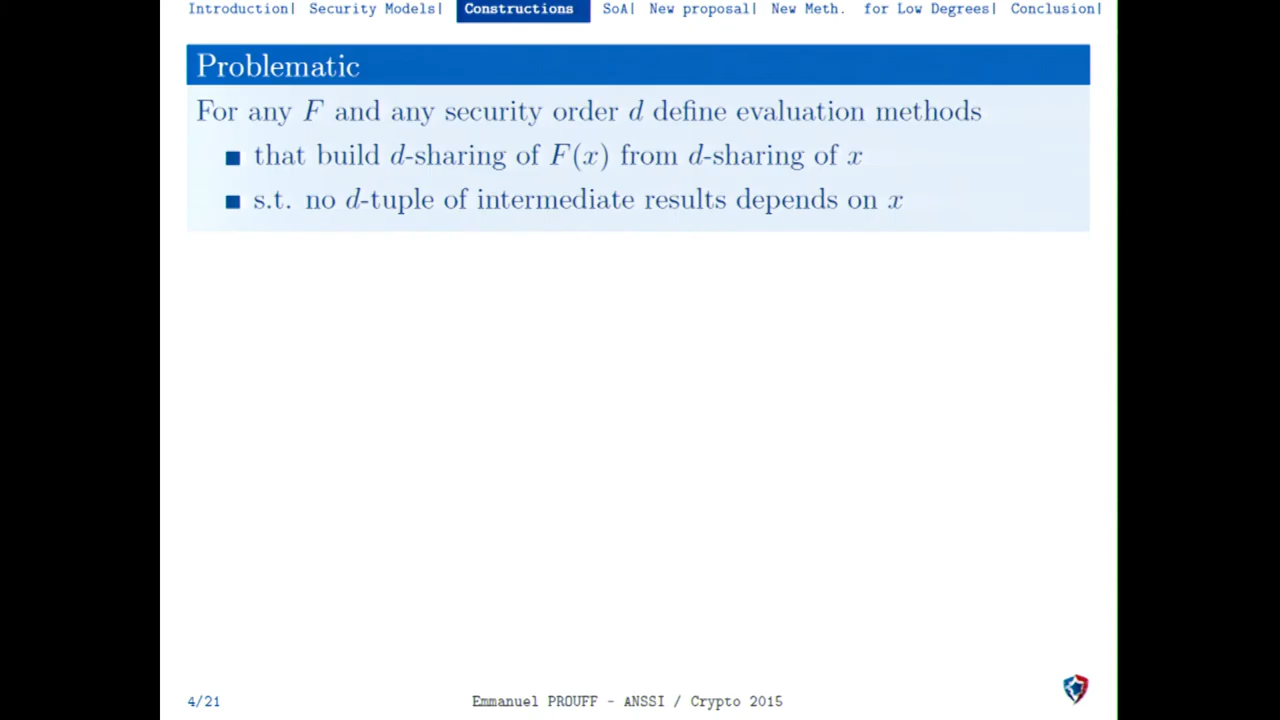 Introduction| Security Models| Constructions SoA| New proposal| New Meth. for Low Degrees| Conclusion|
Problematic
For any F and any security order d define evaluation methods
■ that build d-sharing of F(x) from d-sharing of x
■ s.t. no d-tuple of intermediate results depends on x
4/21 Emmanuel PROUFF - ANSSI / Crypto 2015